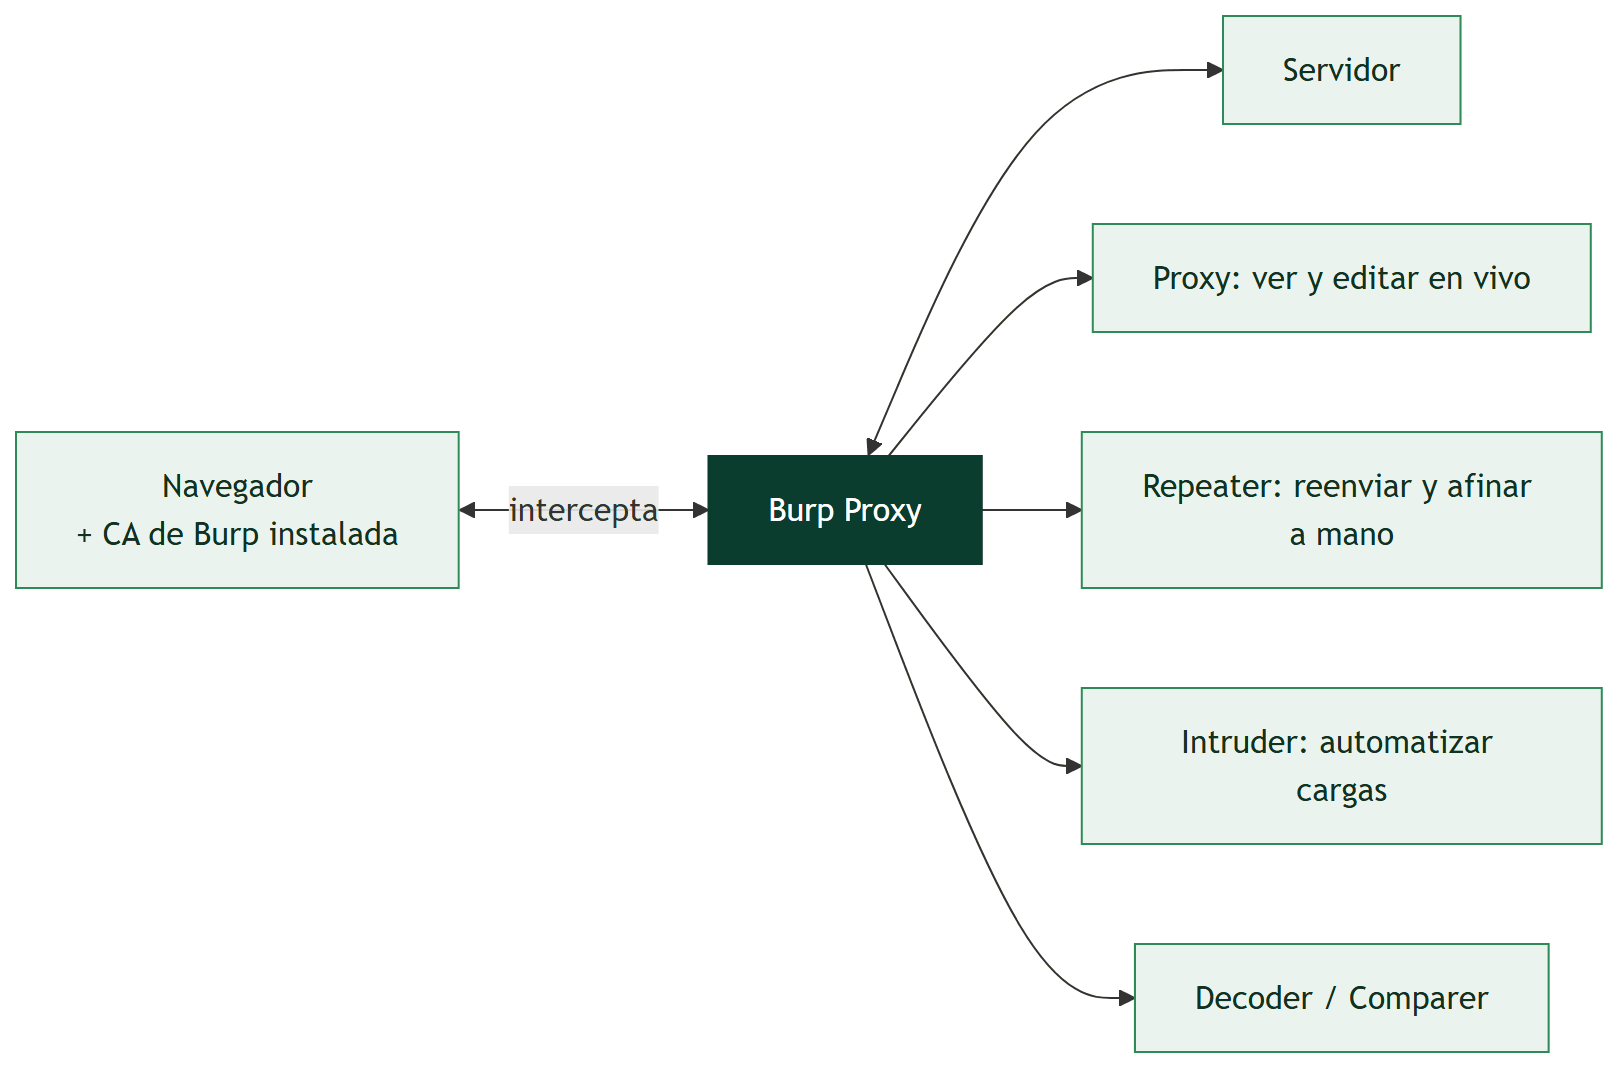 Servidor
Proxy: ver y editar en vivo
Navegador
+ CA de Burp instalada
intercepta
Burp Proxy
Repeater: reenviar y afinar
a mano
Intruder: automatizar
cargas
Decoder / Comparer